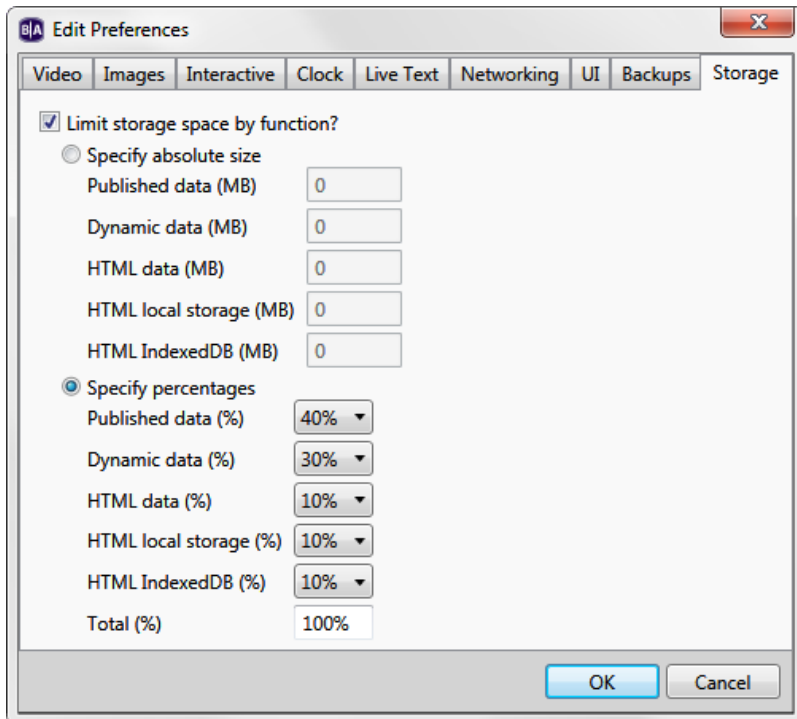 B|A Edit Preferences X
Video Images Interactive Clock Live Text Networking UI Backups Storage
Limit storage space by function?
Specify absolute size
Published data (MB) 0
Dynamic data (MB) 0
HTML data (MB) 0
HTML local storage (MB) 0
HTML IndexedDB (MB) 0
Specify percentages
Published data (%) 40%
Dynamic data (%) 30%
HTML data (%) 10%
HTML local storage (%) 10%
HTML IndexedDB (%) 10%
Total (%) 100%
OK Cancel